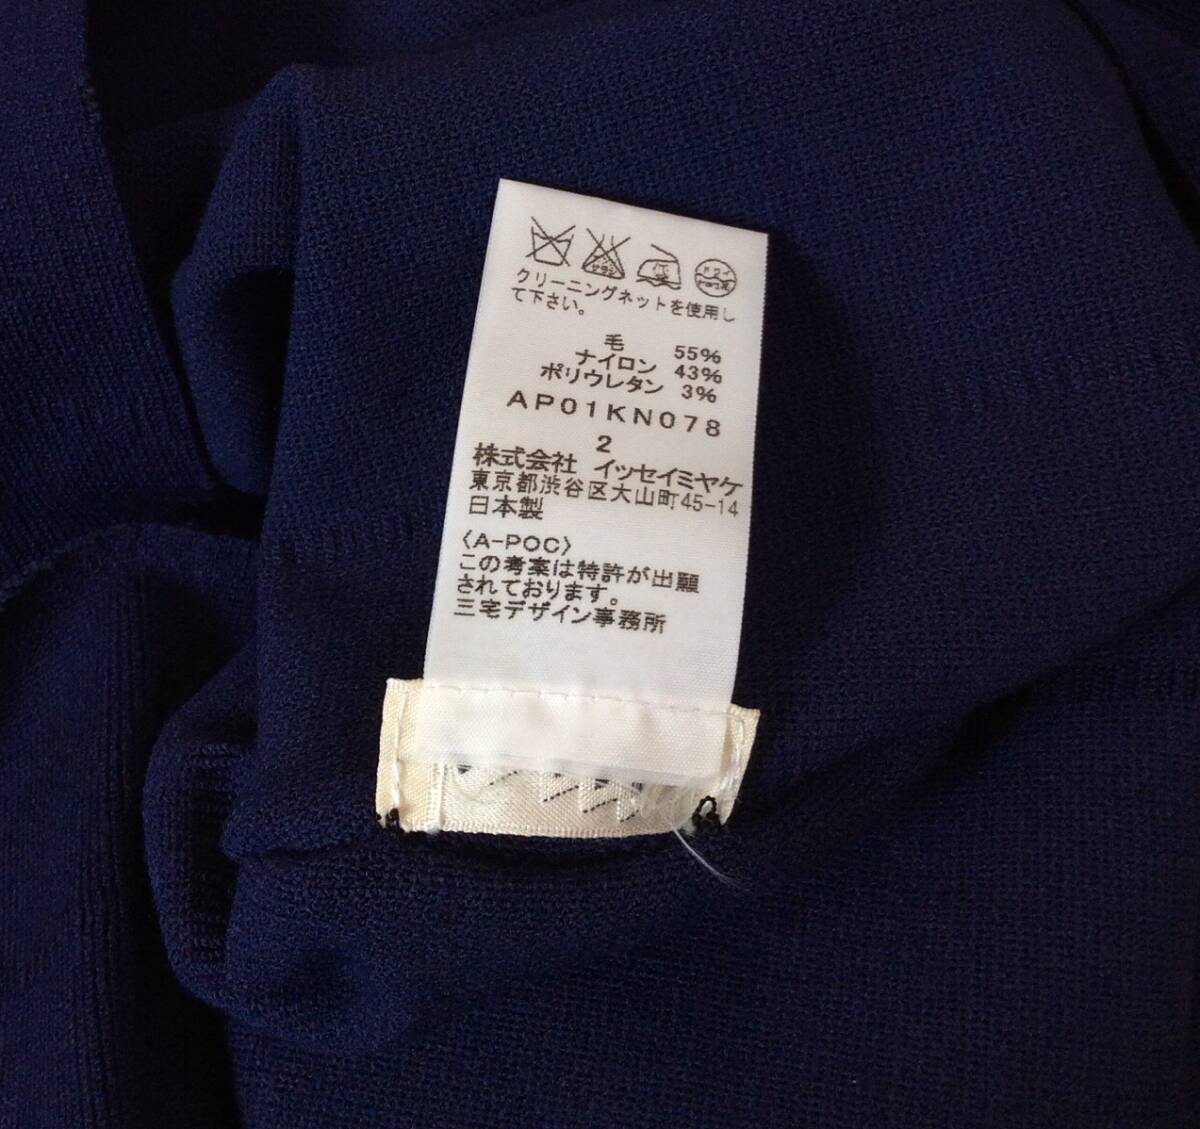 クリーニングネットを使用し
て下さい。
毛 55%
ナイロン 43%
ポリウレタン 3%
AP01KN078
2
株式会社 イッセイミヤケ
東京都渋谷区大山町45-14
日本製
〈A-POC〉
この考案は特許が出願
されております。
三宅デザイン事務所